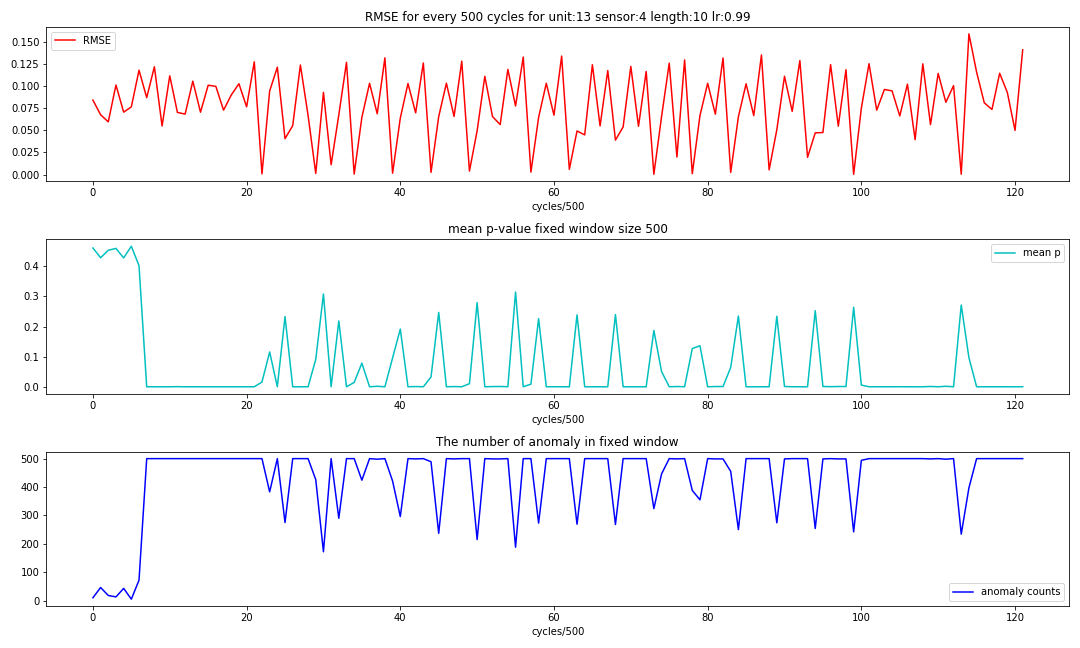 RMSE for every 500 cycles for unit:13 sensor:4 length:10 lr:0.99
RMSE
0.150
0.125
0.100
0.075
0.050
0.025
0.000
0 20 40 60 80 100 120
cycles/500
mean p-value fixed window size 500
mean p
0.4
0.3
0.2
0.1
0.0
0 20 40 60 80 100 120
cycles/500
The number of anomaly in fixed window
500
400
300
200
100
0
anomaly counts
0 20 40 60 80 100 120
cycles/500